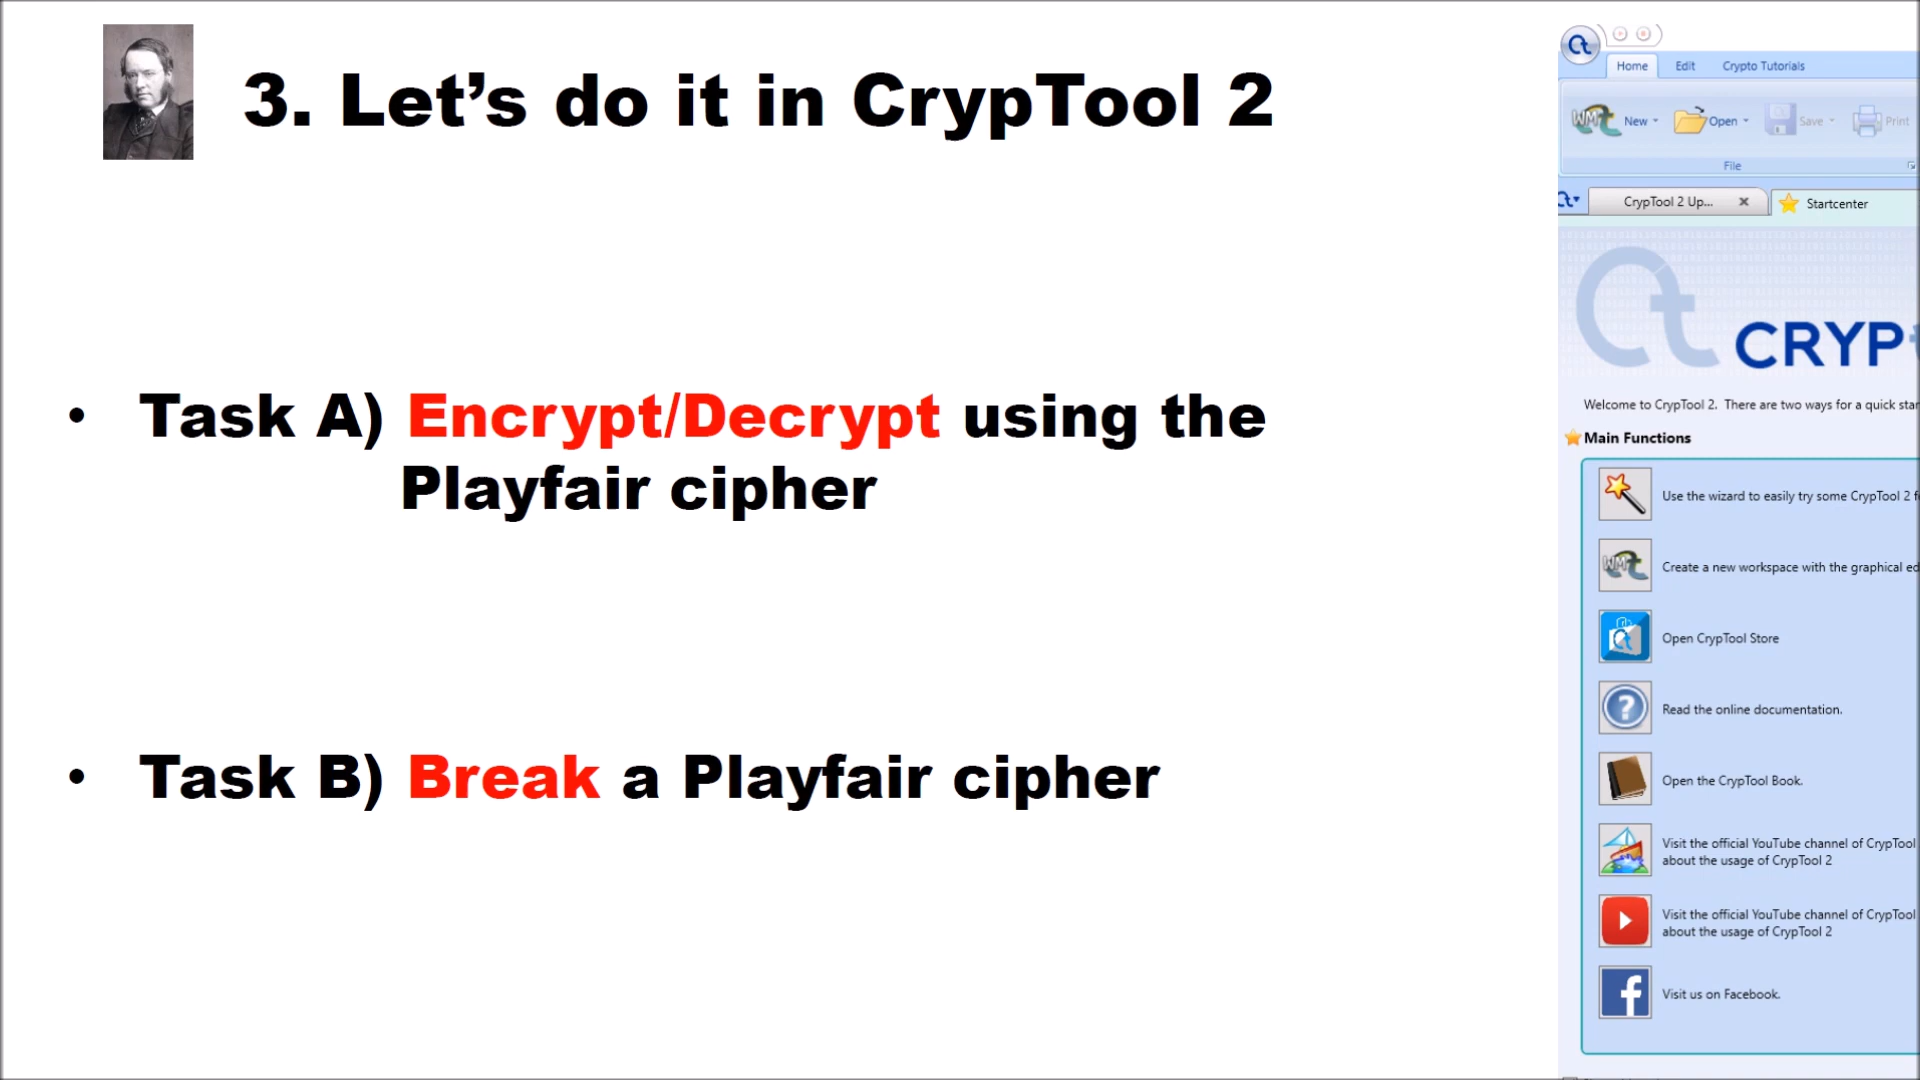 3. Let’s do it in CrypTool 2
• Task A) Encrypt/Decrypt using the
Playfair cipher
• Task B) Break a Playfair cipher
Home Edit Crypto Tutorials
New Open Save Print
File
CrypTool 2 Up... Startcenter
CRYP
Welcome to CrypTool 2. There are two ways for a quick star
Main Functions
Use the wizard to easily try some CrypTool 2 f
Create a new workspace with the graphical ed
Open CrypTool Store
Read the online documentation.
Open the CrypTool Book.
Visit the official YouTube channel of CrypTool
about the usage of CrypTool 2
Visit the official YouTube channel of CrypTool
about the usage of CrypTool 2
Visit us on Facebook.